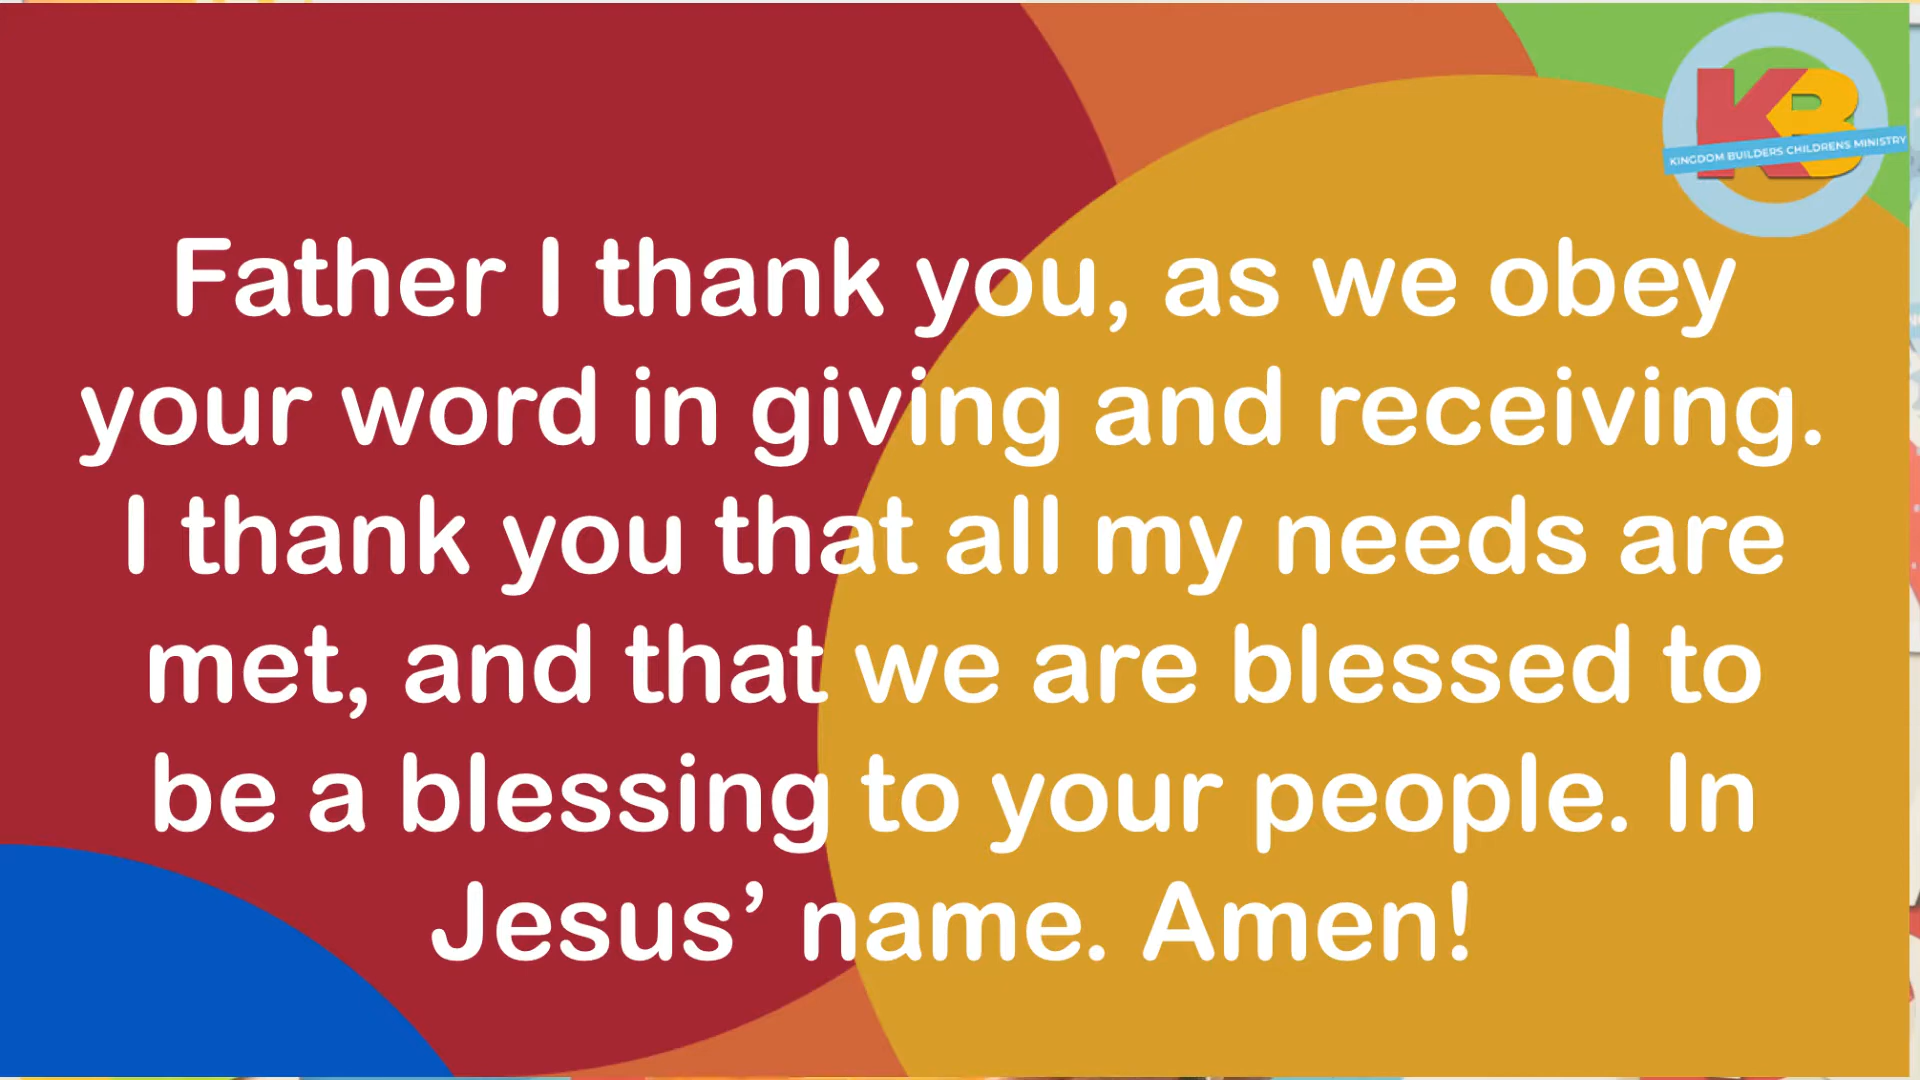 KB
KINGDOM BUILDERS CHILDRENS MINISTRY
Father I thank you, as we obey
your word in giving and receiving.
I thank you that all my needs are
met, and that we are blessed to
be a blessing to your people. In
Jesus’ name. Amen!